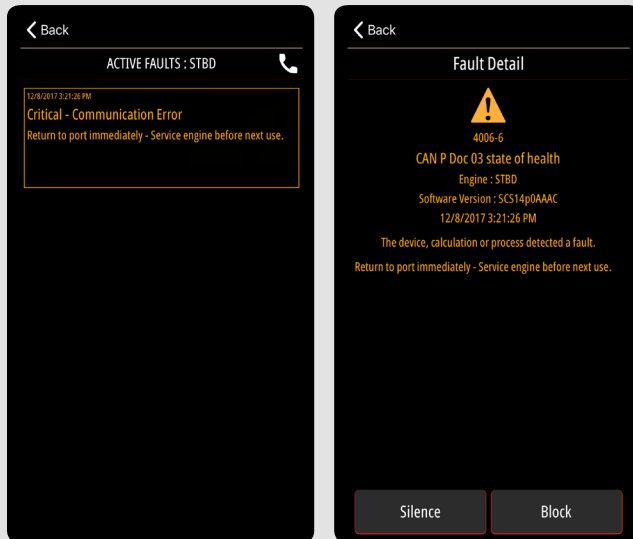 Back
ACTIVE FAULTS : STBD
12/8/2017 3:21:26 PM
Critical - Communication Error
Return to port immediately - Service engine before next use.
Back
Fault Detail
4006-6
CAN P Doc 03 state of health
Engine : STBD
Software Version : SCS14p0AAAC
12/8/2017 3:21:26 PM
The device, calculation or process detected a fault.
Return to port immediately - Service engine before next use.
Silence
Block